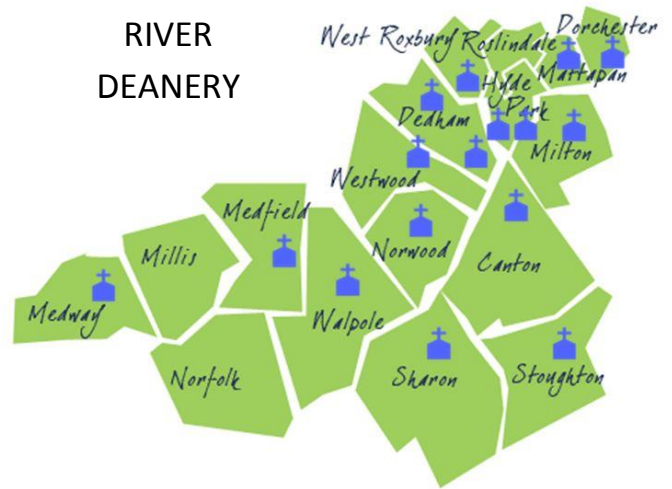 RIVER
DEANERY
Dorchester
West Roxbury
Roslindale
Mattapan
Hyde
Park
Dedham
Milton
Westwood
Medfield
Norwood
Millis
Canton
Medway
Walpole
Norfolk
Sharon
Stoughton